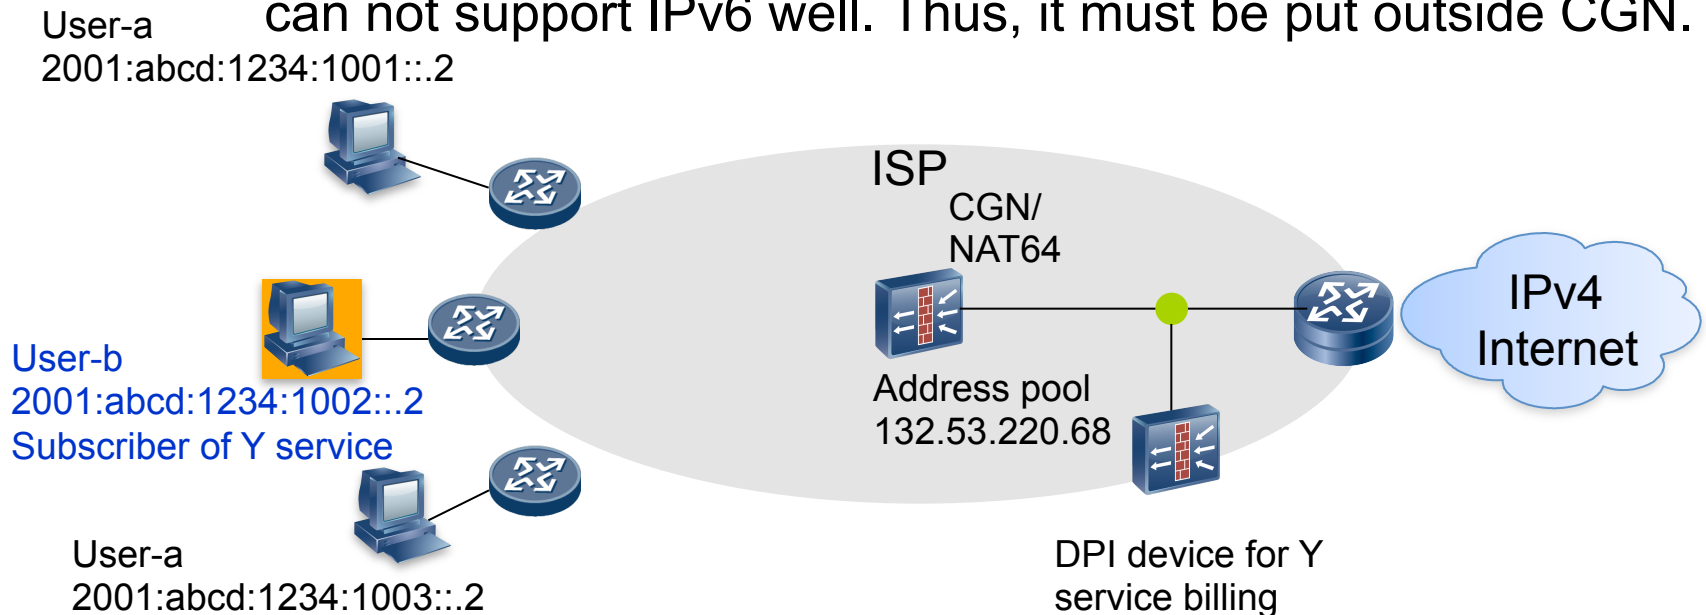 can not support IPv6 well. Thus, it must be put outside CGN.
User-a
2001:abcd:1234:1001::.2
ISP
CGN/
NAT64
IPv4
Internet
User-b
2001:abcd:1234:1002::.2
Subscriber of Y service
Address pool
132.53.220.68
User-a
2001:abcd:1234:1003::.2
DPI device for Y
service billing